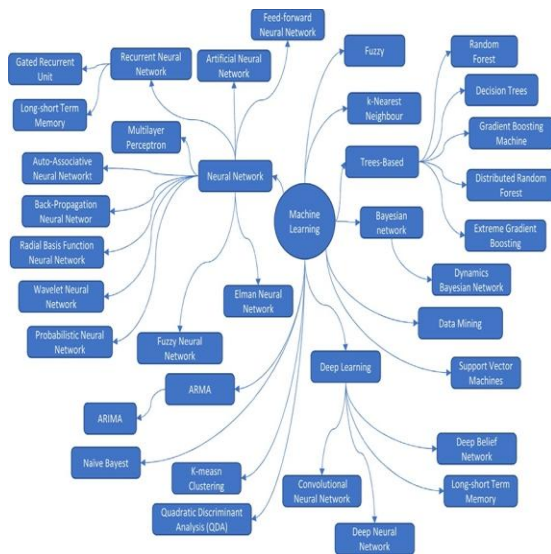 Feed-forward Neural Network
Gated Recurrent Unit
Recurrent Neural Network
Artificial Neural Network
Fuzzy
Random Forest
Long-short Term Memory
k-Nearest Neighbour
Decision Trees
Multilayer Perceptron
Gradient Boosting Machine
Auto-Associative Neural Networkt
Neural Network
Trees-Based
Distributed Random Forest
Back-Propagation Neural Networ
Machine Learning
Bayesian network
Extreme Gradient Boosting
Radial Basis Function Neural Network
Wavelet Neural Network
Elman Neural Network
Dynamics Bayesian Network
Probabilistic Neural Network
Fuzzy Neural Network
Data Mining
Deep Learning
Support Vector Machines
ARMA
ARIMA
Naïve Bayest
K-measn Clustering
Deep Belief Network
Convolutional Neural Network
Long-short Term Memory
Quadratic Discriminant Analysis (QDA)
Deep Neural Network